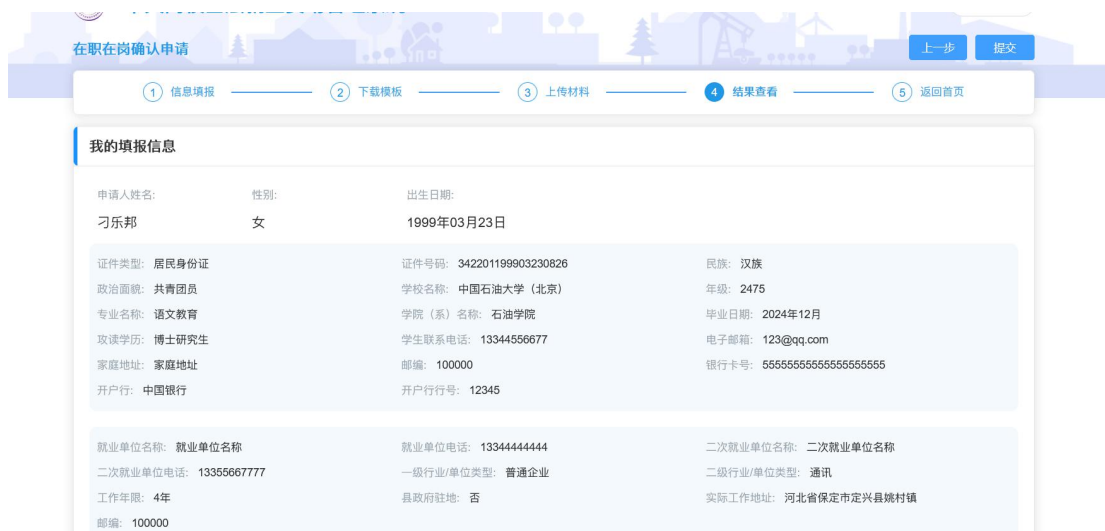 在职在岗确认申请
上一步 提交
1 信息填报 2 下载模板 3 上传材料 4 结果查看 5 返回首页
我的填报信息
申请人姓名: 性别: 出生日期:
刁乐邦 女 1999年03月23日
证件类型: 居民身份证 证件号码: 342201199903230826 民族: 汉族
政治面貌: 共青团员 学校名称: 中国石油大学（北京） 年级: 2475
专业名称: 语文教育 学院（系）名称: 石油学院 毕业日期: 2024年12月
攻读学历: 博士研究生 学生联系电话: 13344556677 电子邮箱: 123@qq.com
家庭地址: 家庭地址 邮编: 100000 银行卡号: 5555555555555555555
开户行: 中国银行 开户行行号: 12345
就业单位名称: 就业单位名称 就业单位电话: 13344444444 二次就业单位名称: 二次就业单位名称
二次就业单位电话: 13355667777 一级行业/单位类型: 普通企业 二级行业/单位类型: 通讯
工作年限: 4年 县政府驻地: 否 实际工作地址: 河北省保定市定兴县姚村镇
邮编: 100000